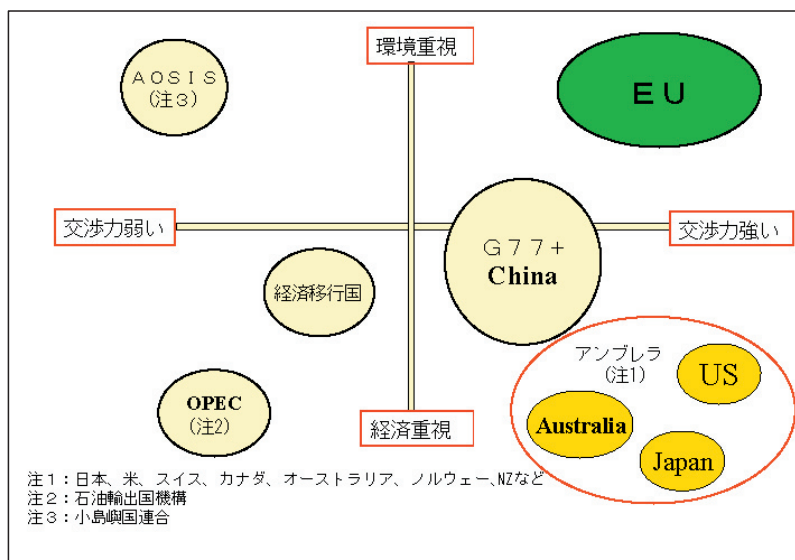 環境重視
ＡＯＳＩＳ
(注３)
ＥＵ
交渉力弱い
交渉力強い
Ｇ７７＋
China
経済移行国
アンブレラ
(注1)
US
OPEC
(注2)
Australia
経済重視
Japan
注１：日本、米、スイス、カナダ、オーストラリア、ノルウェー、NZなど
注２：石油輸出国機構
注３：小島嶼国連合